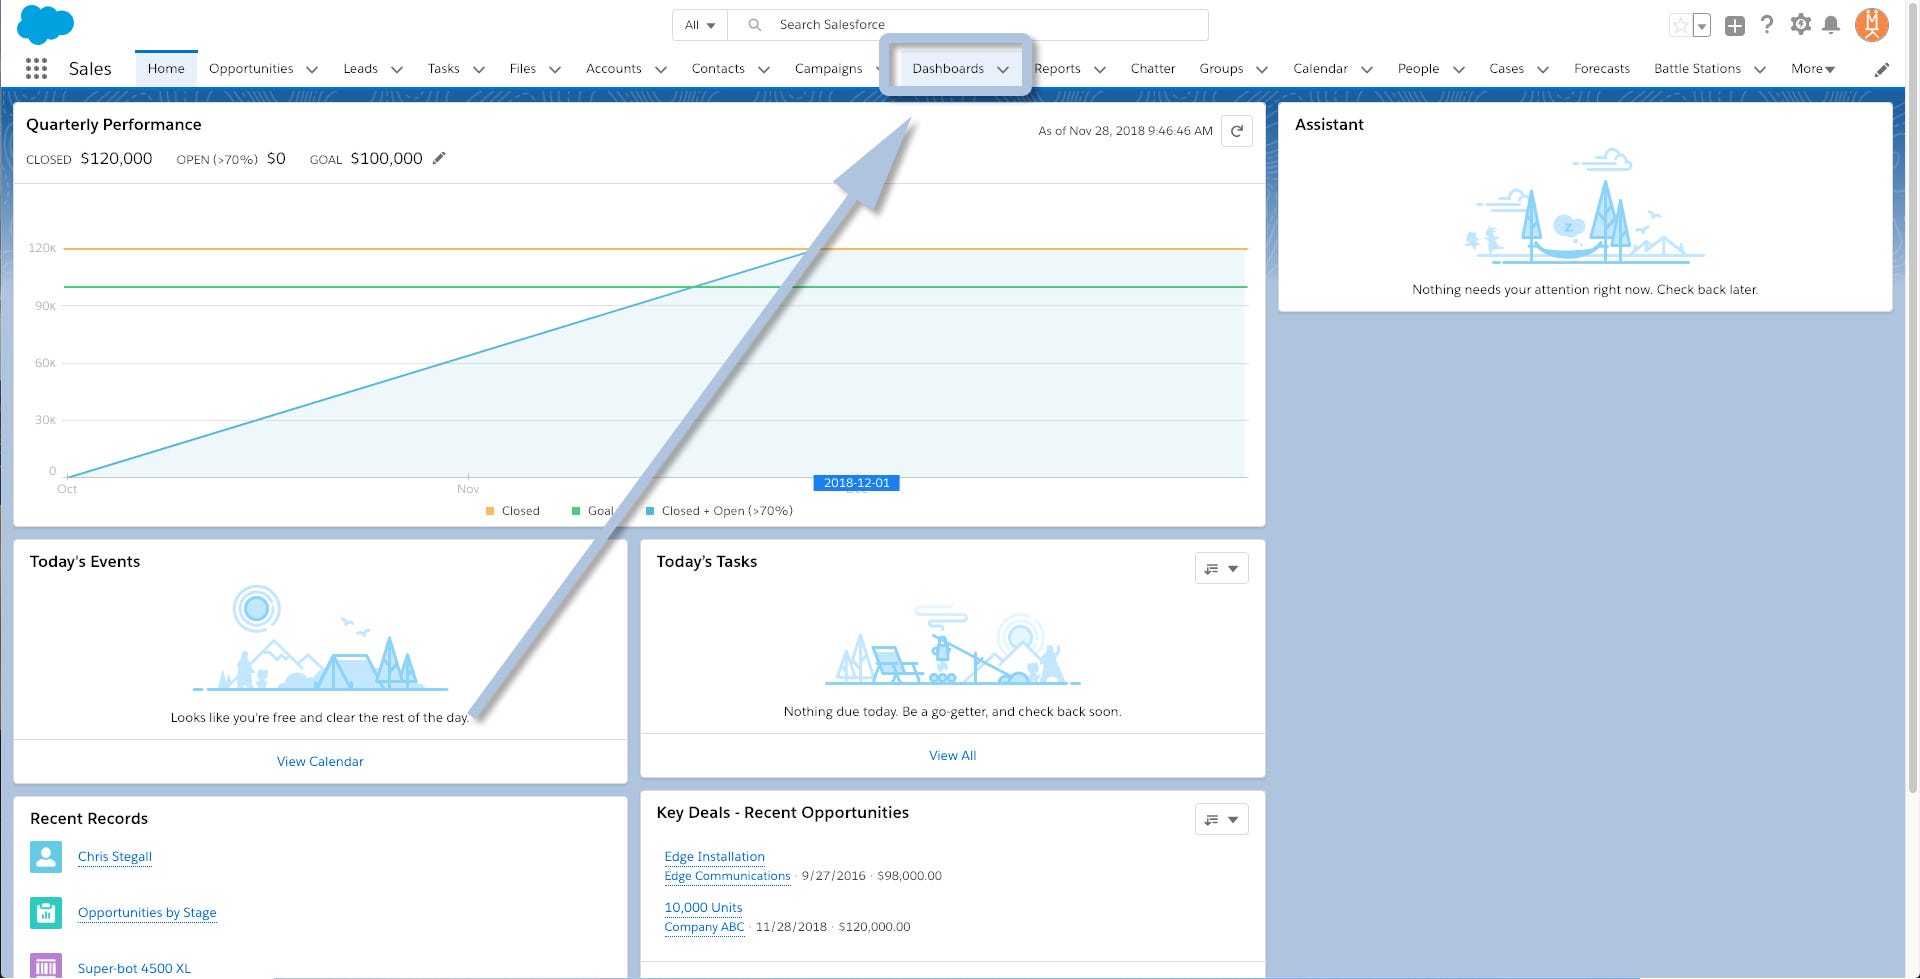 All
Search Salesforce
Sales
Home
Opportunities
Leads
Tasks
Files
Accounts
Contacts
Campaigns
Dashboards
Reports
Chatter
Groups
Calendar
People
Cases
Forecasts
Battle Stations
More
Quarterly Performance
As of Nov 28, 2018 9:46:46 AM
CLOSED $120,000 OPEN (>70%) $0 GOAL $100,000
120K
90K
60K
30K
0
Oct
Nov
2018-12-01
Closed
Goal
Closed + Open (>70%)
Assistant
Z
Nothing needs your attention right now. Check back later.
Today's Events
Looks like you're free and clear the rest of the day.
View Calendar
Today’s Tasks
Nothing due today. Be a go-getter, and check back soon.
View All
Recent Records
Chris Stegall
Opportunities by Stage
Super-bot 4500 XL
Key Deals - Recent Opportunities
Edge Installation
Edge Communications · 9/27/2016 · $98,000.00
10,000 Units
Company ABC · 11/28/2018 · $120,000.00